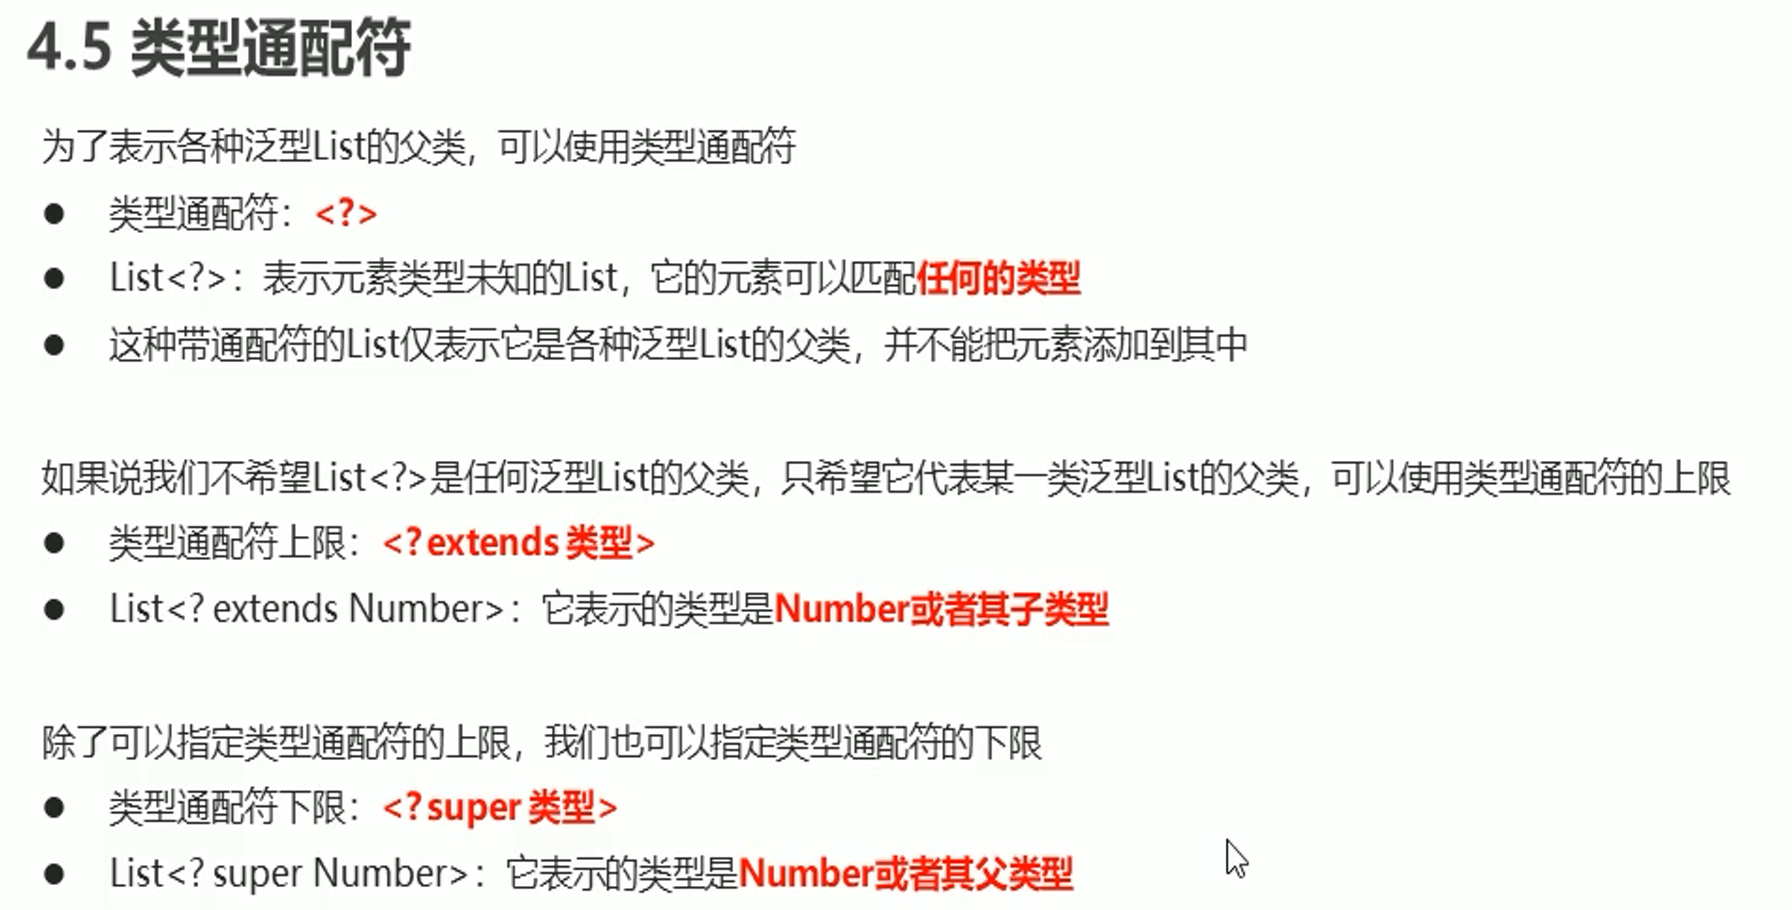 4.5 类型通配符
为了表示各种泛型List的父类，可以使用类型通配符
● 类型通配符：<?>
● List<?>：表示元素类型未知的List，它的元素可以匹配任何的类型
● 这种带通配符的List仅表示它是各种泛型List的父类，并不能把元素添加到其中
如果说我们不希望List<?>是任何泛型List的父类，只希望它代表某一类泛型List的父类，可以使用类型通配符的上限
● 类型通配符上限：<? extends 类型>
● List<? extends Number>：它表示的类型是Number或者其子类型
除了可以指定类型通配符的上限，我们也可以指定类型通配符的下限
● 类型通配符下限：<? super 类型>
● List<? super Number>：它表示的类型是Number或者其父类型